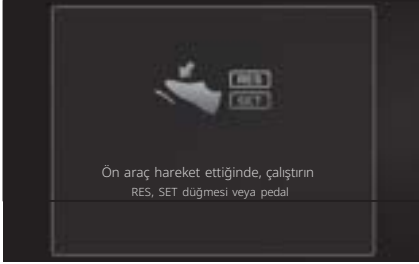 RES
SET
Ön araç hareket ettiğinde, çalıştırın
RES, SET düğmesi veya pedal